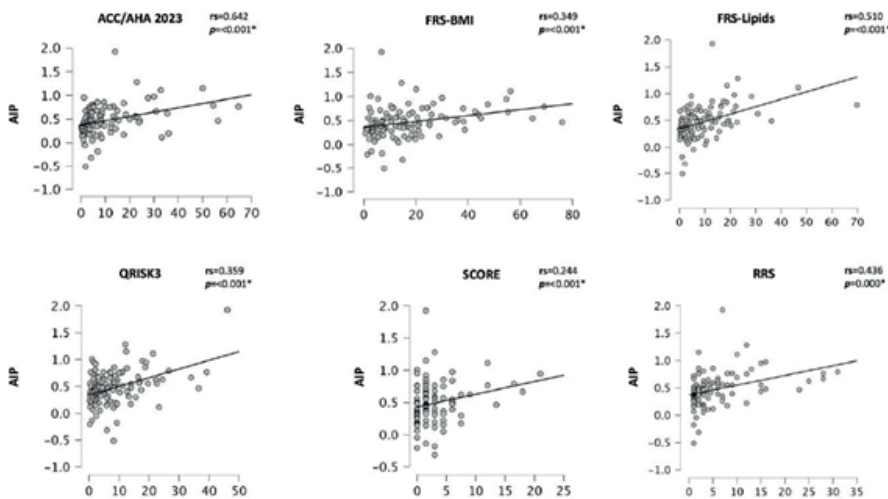 ACC/AHA 2023
rs=0.642
p=<0.001*
AIP
2.0
1.5
1.0
0.5
0.0
−0.5
−1.0
0 10 20 30 40 50 60 70
FRS-BMI
rs=0.349
p=<0.001*
AIP
2.0
1.5
1.0
0.5
0.0
−0.5
−1.0
0 20 40 60 80
FRS-Lipids
rs=0.510
p=<0.001*
AIP
2.0
1.5
1.0
0.5
0.0
−0.5
−1.0
0 10 20 30 40 50 60 70
QRISK3
rs=0.359
p=<0.001*
AIP
2.0
1.5
1.0
0.5
0.0
−0.5
−1.0
0 10 20 30 40 50
SCORE
rs=0.244
p=<0.001*
AIP
2.0
1.5
1.0
0.5
0.0
−0.5
0 5 10 15 20 25
RRS
rs=0.436
p=0.000*
AIP
2.0
1.5
1.0
0.5
0.0
−0.5
−1.0
0 5 10 15 20 25 30 35